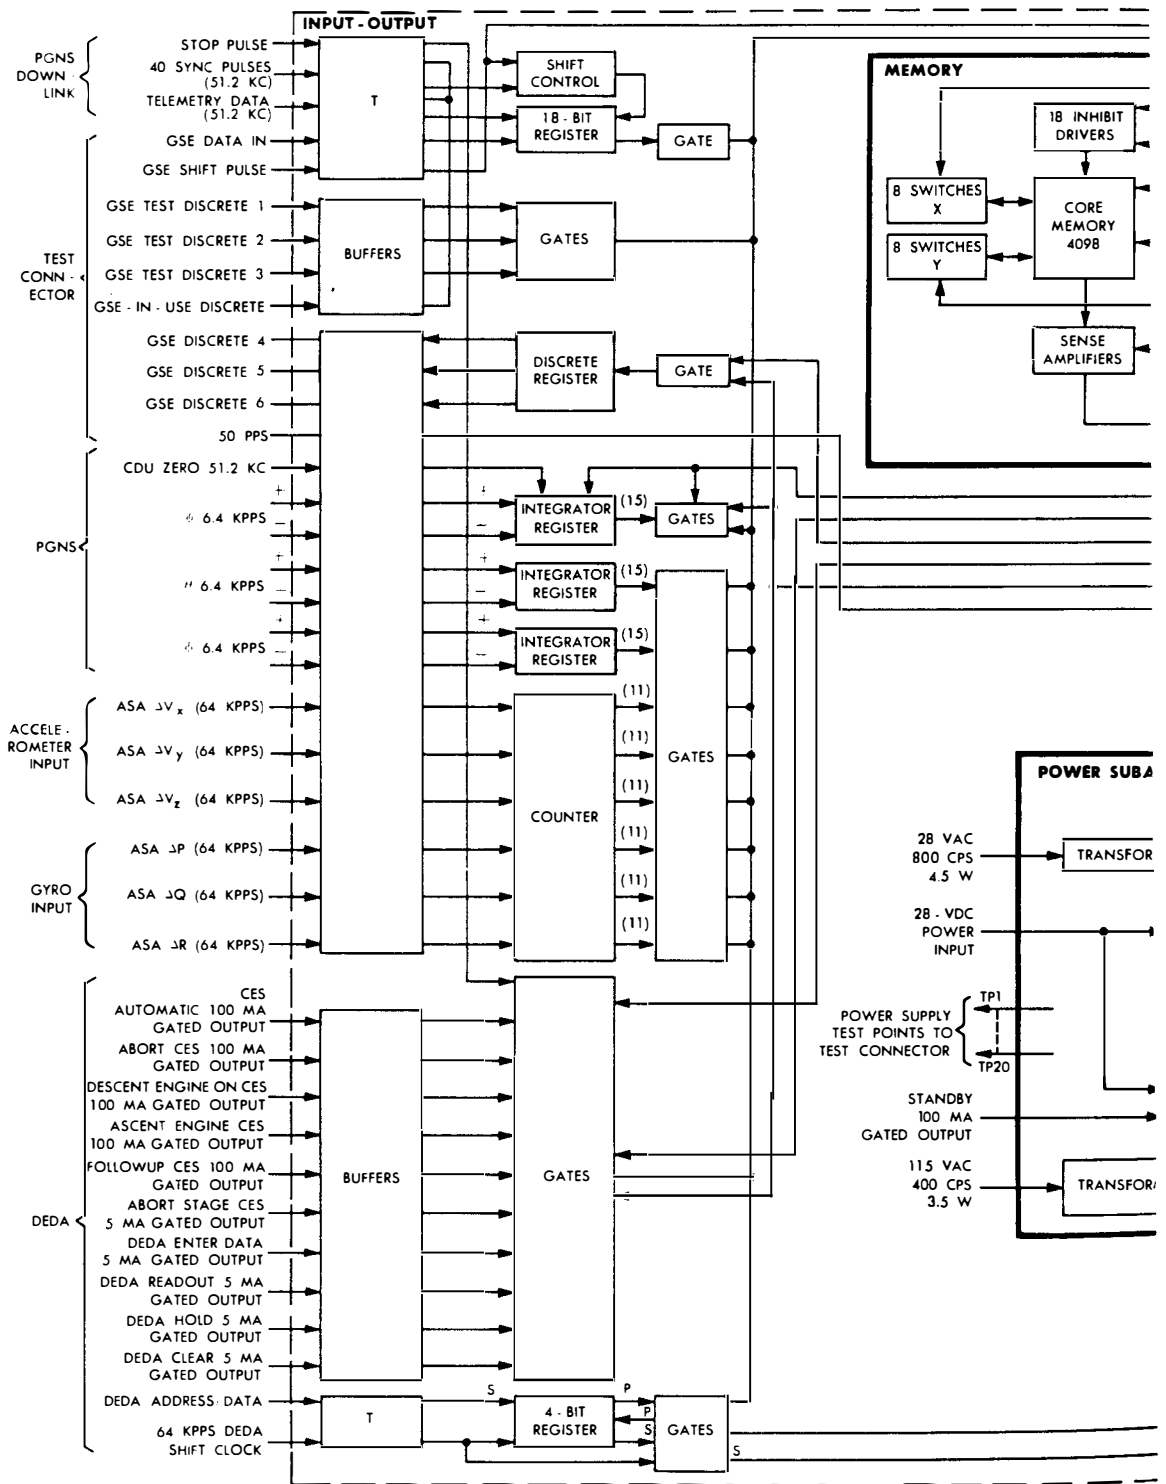 INPUT - OUTPUT
PGNS
DOWN -
LINK
STOP PULSE
40 SYNC PULSES
(51.2 KC)
TELEMETRY DATA
(51.2 KC)
GSE DATA IN
GSE SHIFT PULSE
T
SHIFT
CONTROL
18 - BIT
REGISTER
GATE
TEST
CONN -
ECTOR
GSE TEST DISCRETE 1
GSE TEST DISCRETE 2
GSE TEST DISCRETE 3
GSE - IN - USE DISCRETE
BUFFERS
GATES
GSE DISCRETE 4
GSE DISCRETE 5
GSE DISCRETE 6
50 PPS
DISCRETE
REGISTER
GATE
PGNS
CDU ZERO 51.2 KC
+
6.4 KPPS
−
+
6.4 KPPS
−
+
6.4 KPPS
−
+
−
INTEGRATOR
REGISTER
(15)
GATES
+
−
INTEGRATOR
REGISTER
(15)
+
−
INTEGRATOR
REGISTER
(15)
ACCELE -
ROMETER
INPUT
ASA ΔVx (64 KPPS)
ASA ΔVy (64 KPPS)
ASA ΔVz (64 KPPS)
GYRO
INPUT
ASA ΔP (64 KPPS)
ASA ΔQ (64 KPPS)
ASA ΔR (64 KPPS)
COUNTER
(11)
(11)
(11)
(11)
(11)
(11)
GATES
DEDA
CES
AUTOMATIC 100 MA
GATED OUTPUT
ABORT CES 100 MA
GATED OUTPUT
DESCENT ENGINE ON CES
100 MA GATED OUTPUT
ASCENT ENGINE CES
100 MA GATED OUTPUT
FOLLOWUP CES 100 MA
GATED OUTPUT
ABORT STAGE CES
5 MA GATED OUTPUT
DEDA ENTER DATA
5 MA GATED OUTPUT
DEDA READOUT 5 MA
GATED OUTPUT
DEDA HOLD 5 MA
GATED OUTPUT
DEDA CLEAR 5 MA
GATED OUTPUT
BUFFERS
GATES
DEDA ADDRESS DATA
64 KPPS DEDA
SHIFT CLOCK
T
S
4 - BIT
REGISTER
P
P
S
GATES
S
MEMORY
18 INHIBIT
DRIVERS
8 SWITCHES
X
8 SWITCHES
Y
CORE
MEMORY
4098
SENSE
AMPLIFIERS
POWER SUBA
28 VAC
800 CPS
4.5 W
TRANSFOR
28 - VDC
POWER
INPUT
POWER SUPPLY
TEST POINTS TO
TEST CONNECTOR
TP1
TP20
STANDBY
100 MA
GATED OUTPUT
115 VAC
400 CPS
3.5 W
TRANSFOR